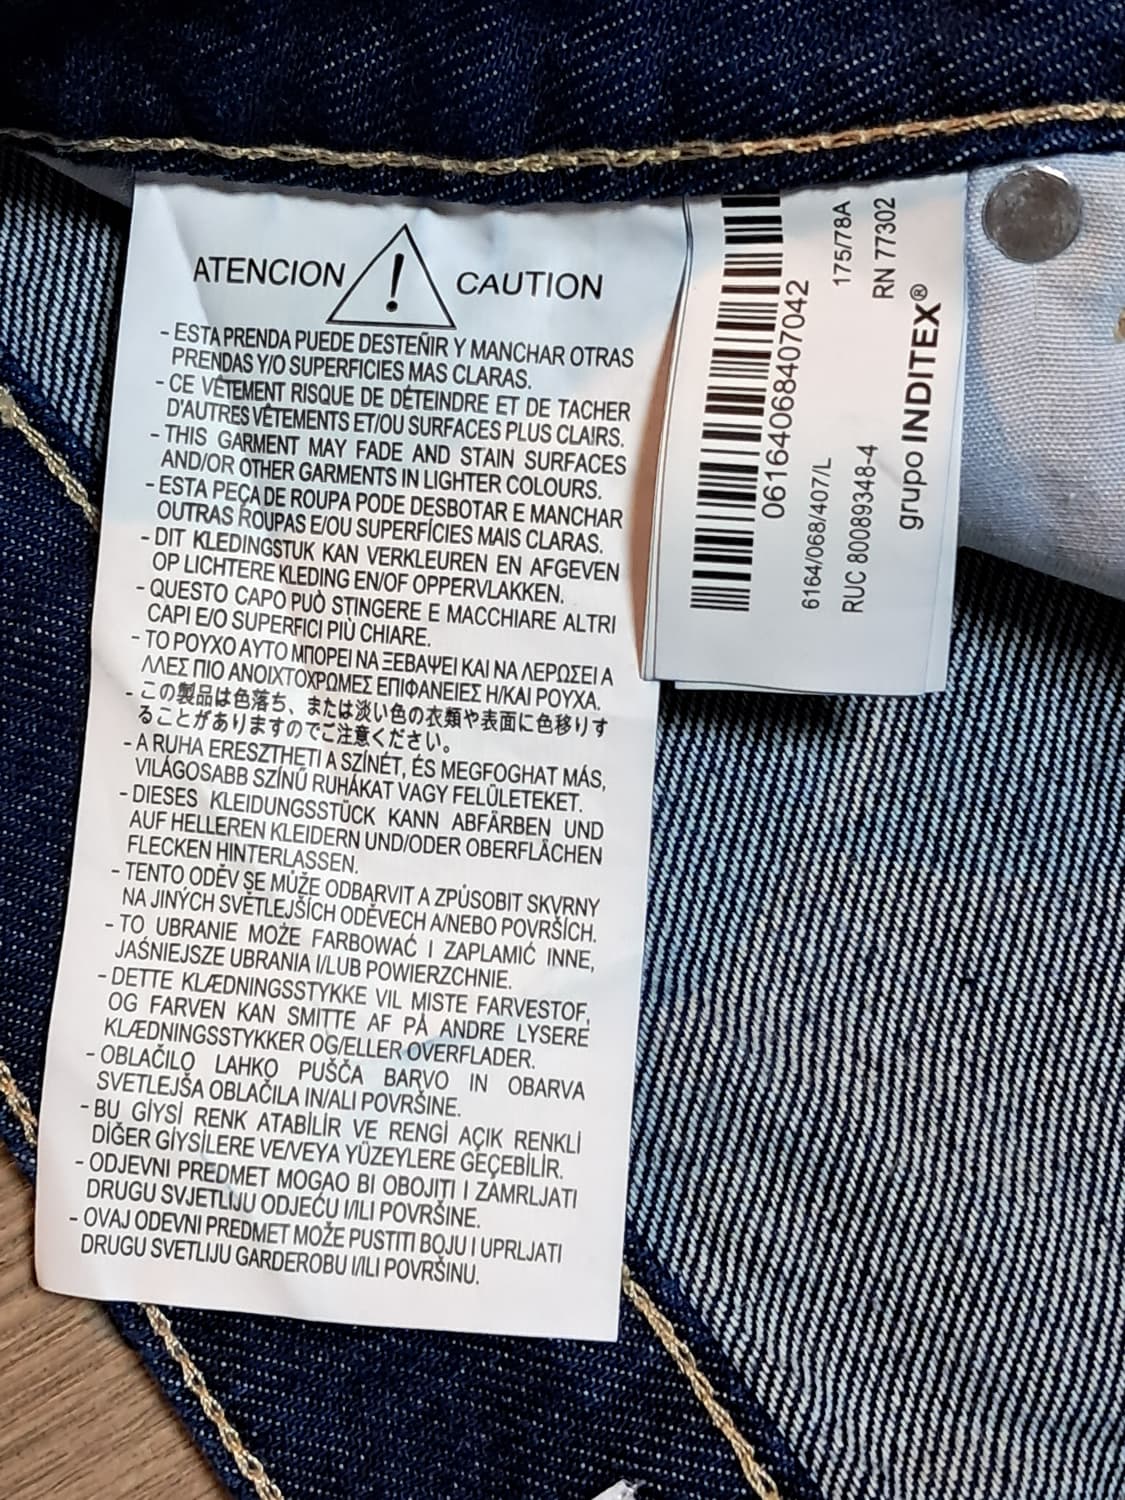 ATENCION ! CAUTION
- ESTA PRENDA PUEDE DESTEÑIR Y MANCHAR OTRAS
PRENDAS Y/O SUPERFICIES MAS CLARAS.
- CE VÊTEMENT RISQUE DE DÉTEINDRE ET DE TACHER
D'AUTRES VÊTEMENTS ET/OU SURFACES PLUS CLAIRS.
- THIS GARMENT MAY FADE AND STAIN SURFACES
AND/OR OTHER GARMENTS IN LIGHTER COLOURS.
- ESTA PEÇA DE ROUPA PODE DESBOTAR E MANCHAR
OUTRAS ROUPAS E/OU SUPERFÍCIES MAIS CLARAS.
- DIT KLEDINGSTUK KAN VERKLEUREN EN AFGEVEN
OP LICHTERE KLEDING EN/OF OPPERVLAKKEN.
- QUESTO CAPO PUÒ STINGERE E MACCHIARE ALTRI
CAPI E/O SUPERFICI PIÙ CHIARE.
- ΤΟ ΡΟΥΧΟ ΑΥΤΟ ΜΠΟΡΕΙ ΝΑ ΞΕΒΑΨΕΙ ΚΑΙ ΝΑ ΛΕΡΩΣΕΙ Α
ΛΛΕΣ ΠΙΟ ΑΝΟΙΧΤΟΧΡΩΜΕΣ ΕΠΙΦΑΝΕΙΕΣ Η/ΚΑΙ ΡΟΥΧΑ.
- この製品は色落ち、または淡い色の衣類や表面に色移りす
ることがありますのでご注意ください。
- A RUHA ERESZTHETI A SZÍNÉT, ÉS MEGFOGHAT MÁS,
VILÁGOSABB SZÍNŰ RUHÁKAT VAGY FELÜLETEKET.
- DIESES KLEIDUNGSSTÜCK KANN ABFÄRBEN UND
AUF HELLEREN KLEIDERN UND/ODER OBERFLÄCHEN
FLECKEN HINTERLASSEN.
- TENTO ODĚV SE MŮŽE ODBARVIT A ZPŮSOBIT SKVRNY
NA JINÝCH SVĚTLEJŠÍCH ODĚVECH A/NEBO POVRŠÍCH.
- TO UBRANIE MOŻE FARBOWAĆ I ZAPLAMIĆ INNE,
JAŚNIEJSZE UBRANIA I/LUB POWIERZCHNIE.
- DETTE KLÆDNINGSSTYKKE VIL MISTE FARVESTOF,
OG FARVEN KAN SMITTE AF PÅ ANDRE LYSERE
KLÆDNINGSSTYKKER OG/ELLER OVERFLADER.
- OBLAČILO LAHKO PUŠČA BARVO IN OBARVA
SVETLEJŠA OBLAČILA IN/ALI POVRŠINE.
- BU GİYSİ RENK ATABİLİR VE RENGİ AÇIK RENKLİ
DİĞER GİYSİLERE VE/VEYA YÜZEYLERE GEÇEBİLİR.
- ODJEVNI PREDMET MOGAO BI OBOJITI I ZAMRLJATI
DRUGU SVJETLIJU ODJEĆU I/ILI POVRŠINE.
- OVAJ ODEVNI PREDMET MOŽE PUSTITI BOJU I UPRLJATI
DRUGU SVETLIJU GARDEROBU I/ILI POVRŠINU.
06164068407042
6164/068/407/L 175/78A
RUC 80089348-4 RN 77302
grupo INDITEX®